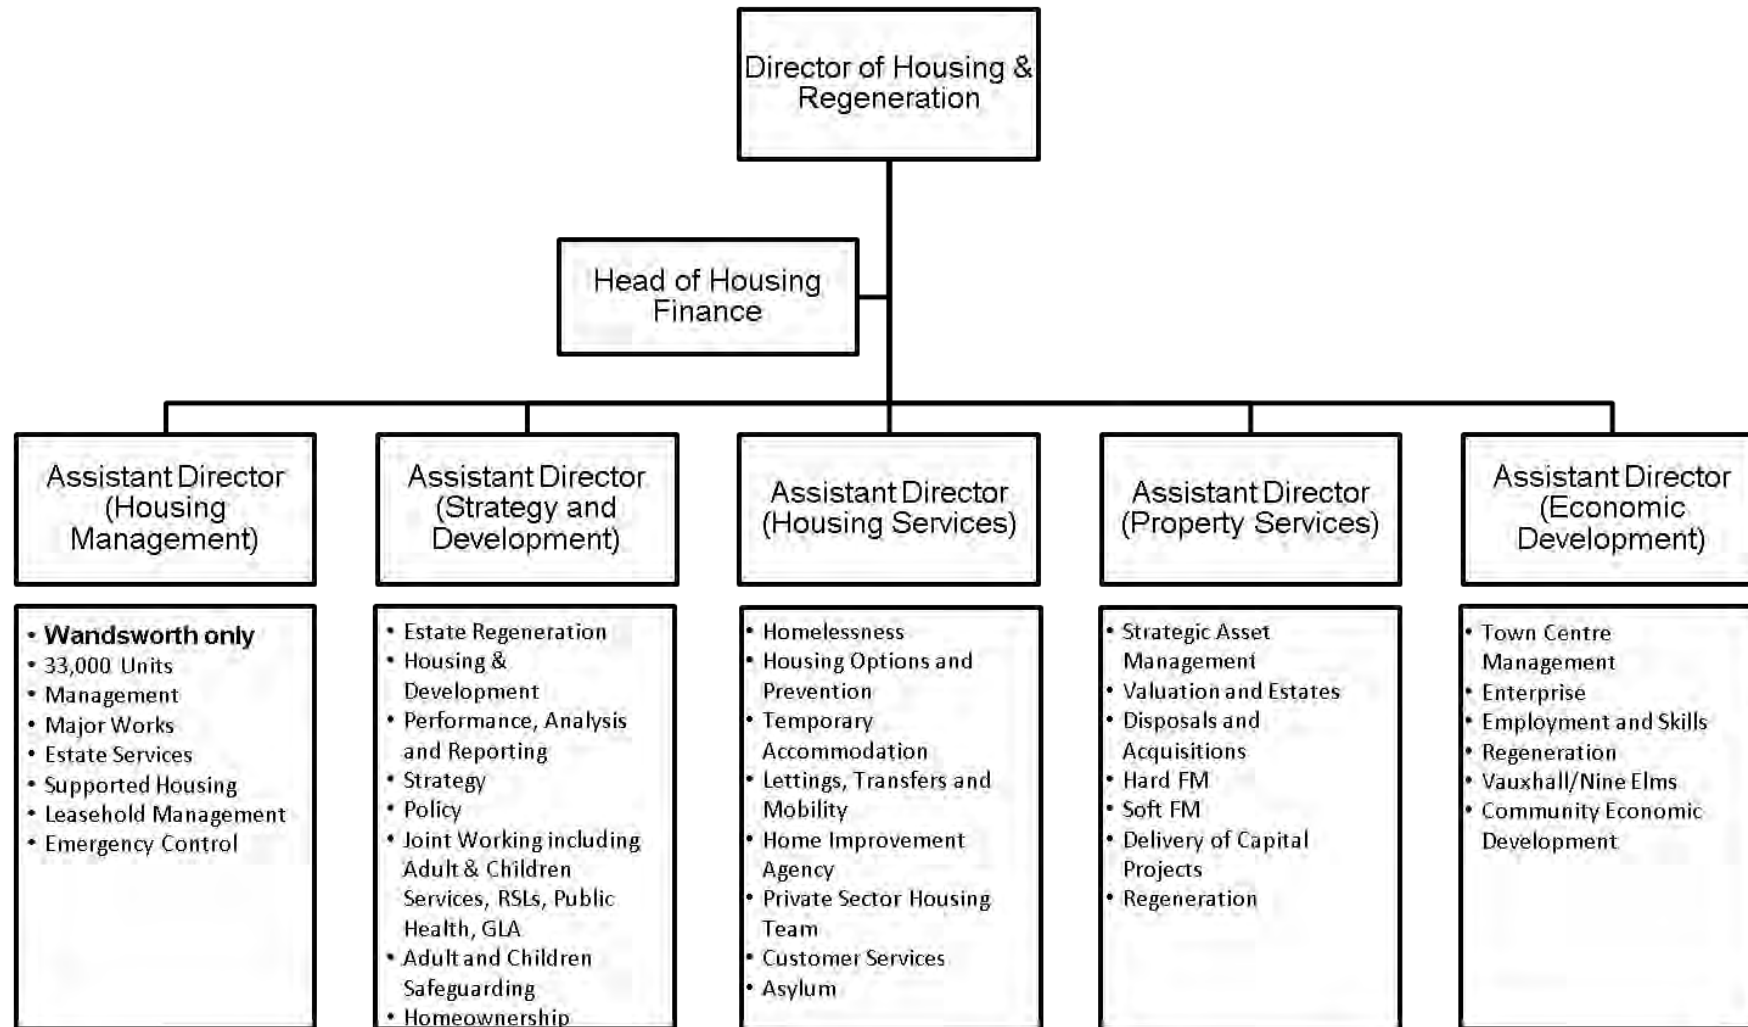 Director of Housing &
Regeneration
Head of Housing
Finance
Assistant Director
(Housing
Management)
Assistant Director
(Strategy and
Development)
Assistant Director
(Housing Services)
Assistant Director
(Property Services)
Assistant Director
(Economic
Development)
• Wandsworth only
• 33,000 Units
• Management
• Major Works
• Estate Services
• Supported Housing
• Leasehold Management
• Emergency Control
• Estate Regeneration
• Housing &
Development
• Performance, Analysis
and Reporting
• Strategy
• Policy
• Joint Working including
Adult & Children
Services, RSLs, Public
Health, GLA
• Adult and Children
Safeguarding
• Homeownership
• Homelessness
• Housing Options and
Prevention
• Temporary
Accommodation
• Lettings, Transfers and
Mobility
• Home Improvement
Agency
• Private Sector Housing
Team
• Customer Services
• Asylum
• Strategic Asset
Management
• Valuation and Estates
• Disposals and
Acquisitions
• Hard FM
• Soft FM
• Delivery of Capital
Projects
• Regeneration
• Town Centre
Management
• Enterprise
• Employment and Skills
• Regeneration
• Vauxhall/Nine Elms
• Community Economic
Development